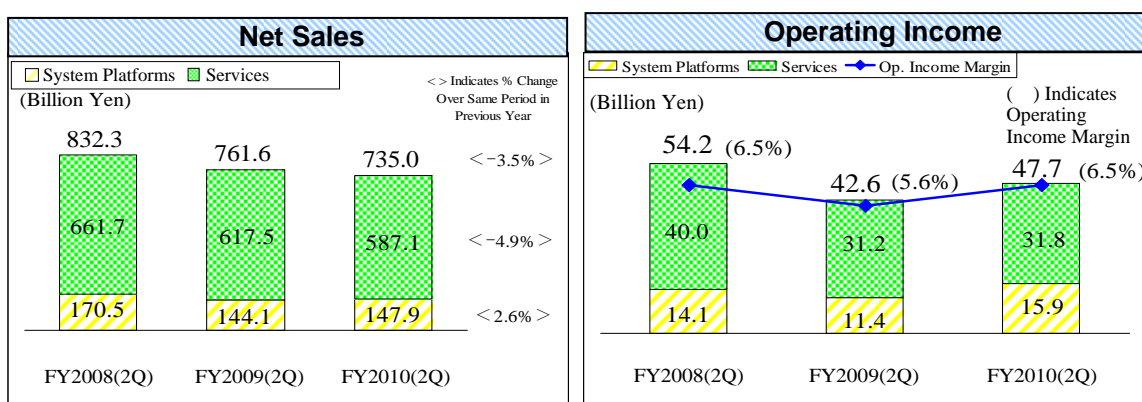 Net Sales
System Platforms Services
(Billion Yen)
< > Indicates % Change
Over Same Period in
Previous Year
832.3
761.6
735.0
<-3.5% >
661.7
617.5
587.1
<-4.9% >
170.5
144.1
147.9
< 2.6% >
FY2008(2Q)
FY2009(2Q)
FY2010(2Q)
Operating Income
System Platforms Services Op. Income Margin
(Billion Yen)
( ) Indicates
Operating
Income Margin
54.2 (6.5%)
42.6 (5.6%)
47.7 (6.5%)
40.0
31.2
31.8
14.1
11.4
15.9
FY2008(2Q)
FY2009(2Q)
FY2010(2Q)